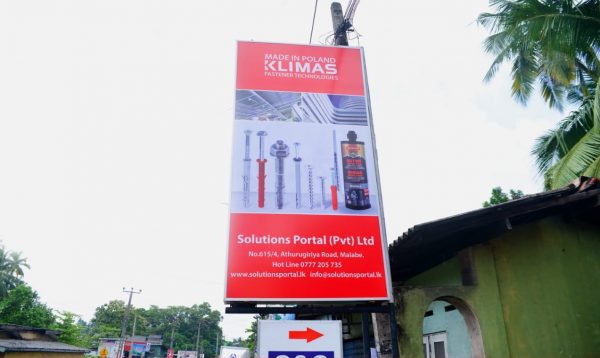 MADE IN POLAND
KLIMAS
FASTENER TECHNOLOGIES
Solutions Portal (Pvt) Ltd
No.615/4, Athurugiriya Road, Malabe,
Hot Line 0777 205 735
www.solutionsportal.lk info@solutionsportal.lk